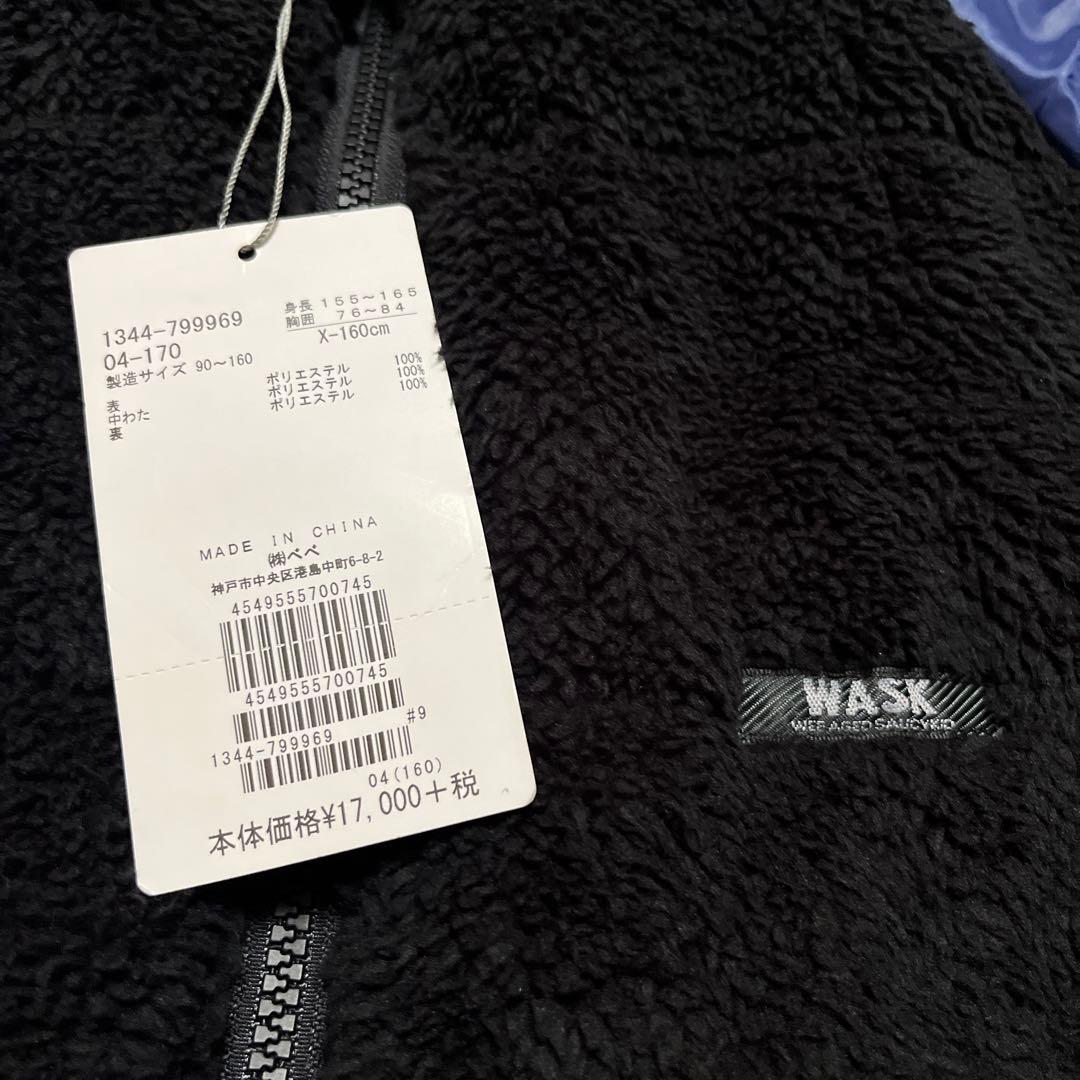 1344-799969
04-170
製造サイズ 90～160
身長 155～165
胸囲 76～84
X-160cm
表 ポリエステル 100%
中わた ポリエステル 100%
裏 ポリエステル 100%
MADE IN CHINA
㈱べべ
神戸市中央区港島中町6-8-2
4549555700745
4549555700745
#9
1344-799969
04(160)
本体価格¥17,000+税
WASK
SAUCYKID